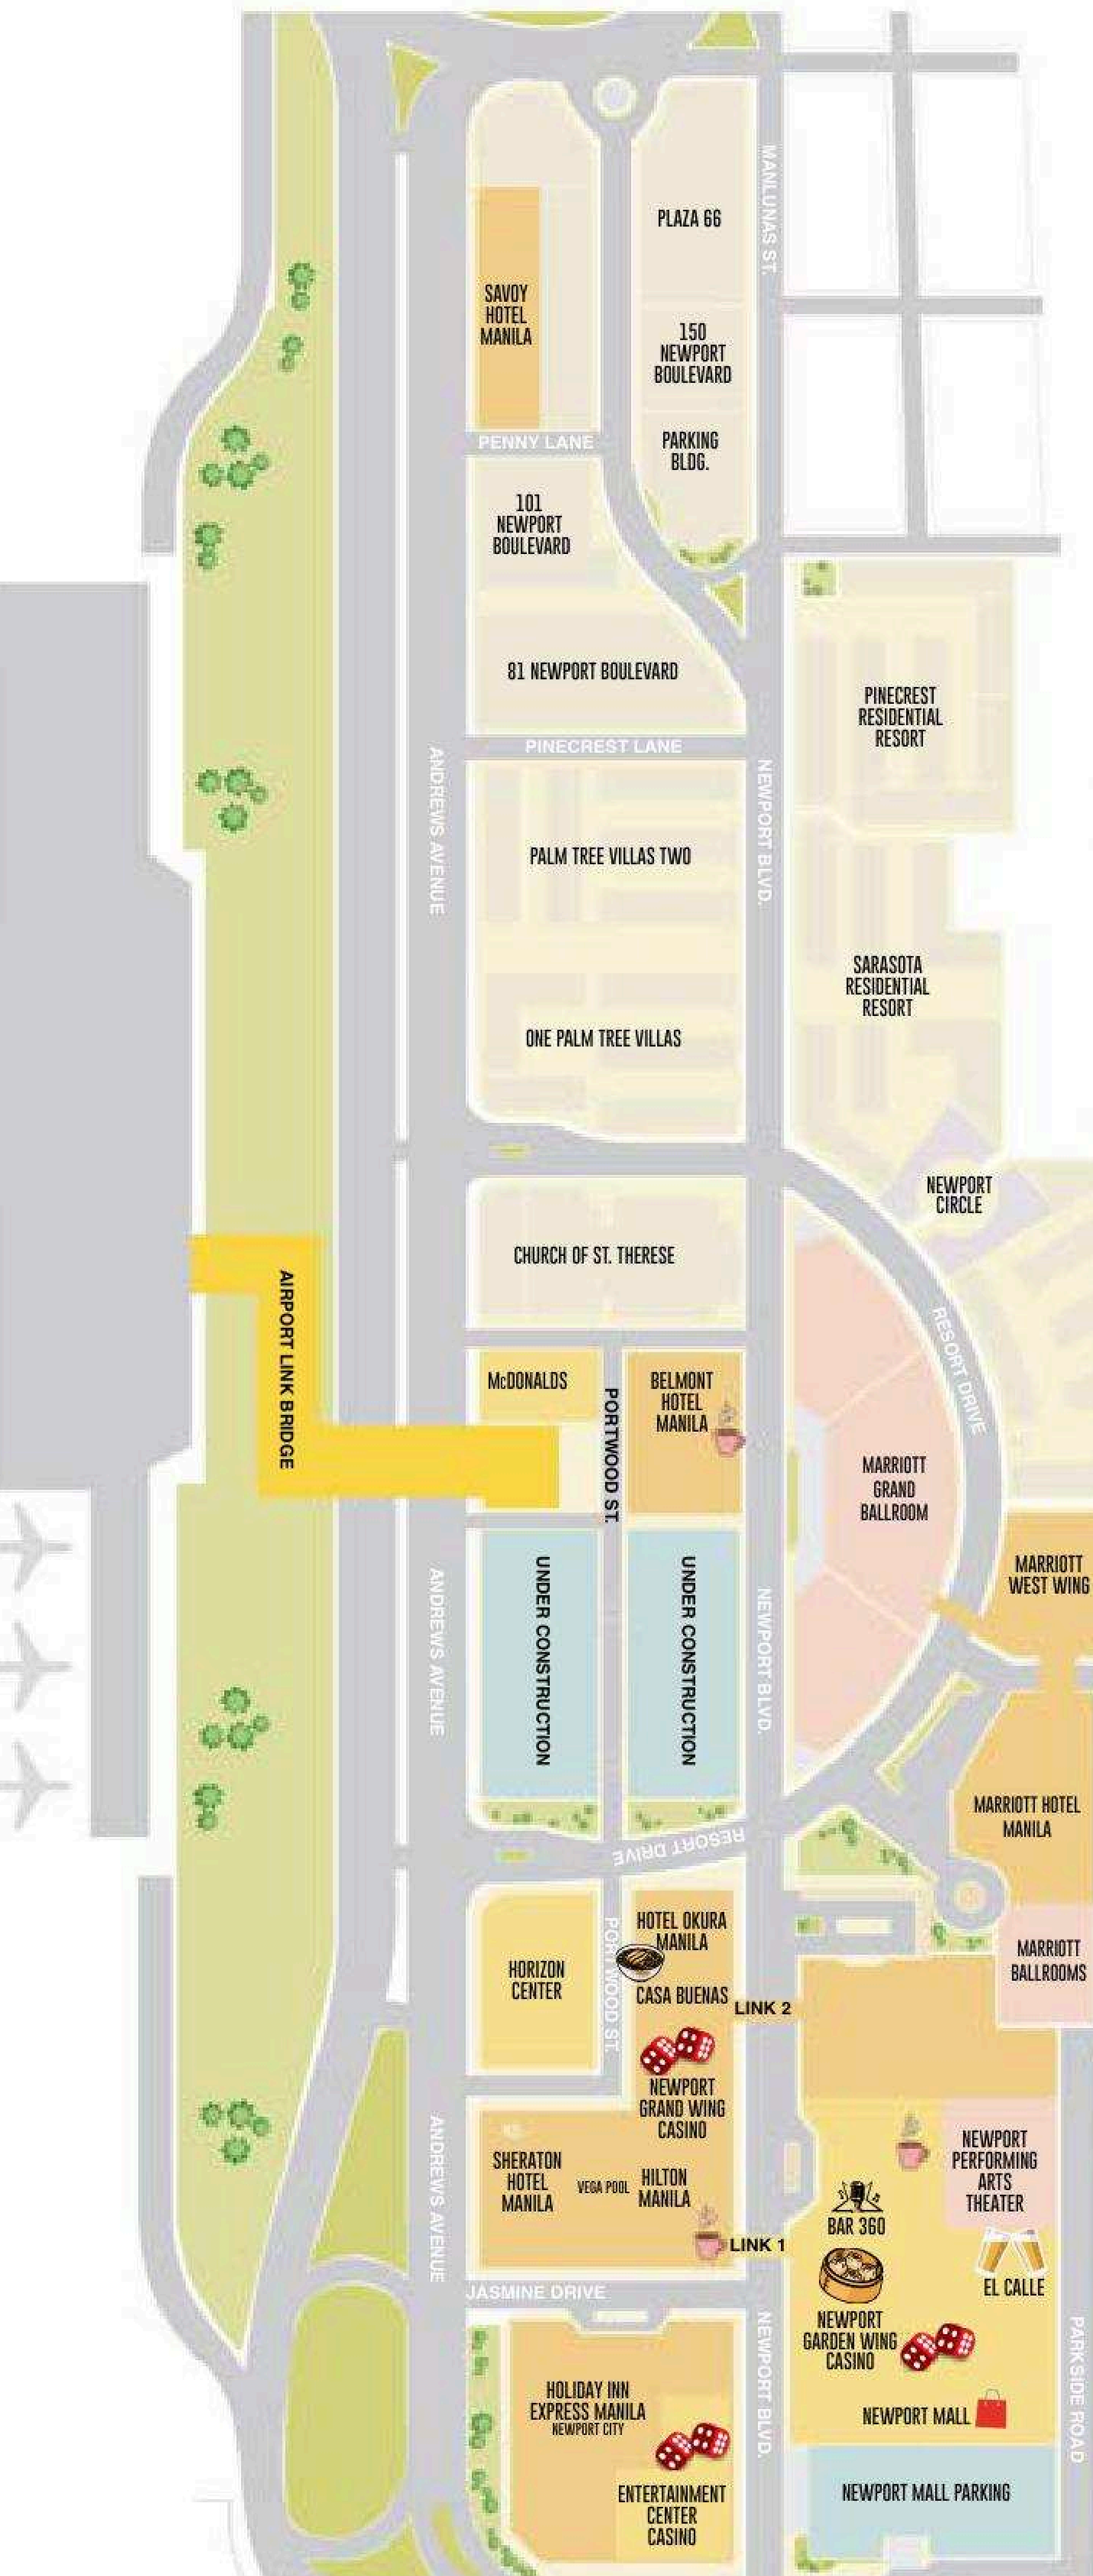 MANLUNAS ST.
PLAZA 66
SAVOY
HOTEL
MANILA
150
NEWPORT
BOULEVARD
PENNY LANE
PARKING
BLDG.
101
NEWPORT
BOULEVARD
81 NEWPORT BOULEVARD
PINECREST
RESIDENTIAL
RESORT
PINECREST LANE
ANDREWS AVENUE
NEWPORT BLVD.
PALM TREE VILLAS TWO
SARASOTA
RESIDENTIAL
RESORT
ONE PALM TREE VILLAS
NEWPORT
CIRCLE
CHURCH OF ST. THERESE
AIRPORT LINK BRIDGE
RESORT DRIVE
McDONALDS
PORTWOOD ST.
BELMONT
HOTEL
MANILA
MARRIOTT
GRAND
BALLROOM
MARRIOTT
WEST WING
ANDREWS AVENUE
UNDER CONSTRUCTION
UNDER CONSTRUCTION
NEWPORT BLVD.
MARRIOTT HOTEL
MANILA
RESORT DRIVE
HOTEL OKURA
MANILA
PORTWOOD ST.
HORIZON
CENTER
CASA BUENAS
LINK 2
MARRIOTT
BALLROOMS
NEWPORT
GRAND WING
CASINO
ANDREWS AVENUE
SHERATON
HOTEL
MANILA
VEGA POOL
HILTON
MANILA
NEWPORT
PERFORMING
ARTS
THEATER
BAR 360
LINK 1
EL CALLE
JASMINE DRIVE
NEWPORT
GARDEN WING
CASINO
NEWPORT BLVD.
PARKSIDE ROAD
HOLIDAY INN
EXPRESS MANILA
NEWPORT CITY
NEWPORT MALL
ENTERTAINMENT
CENTER
CASINO
NEWPORT MALL PARKING